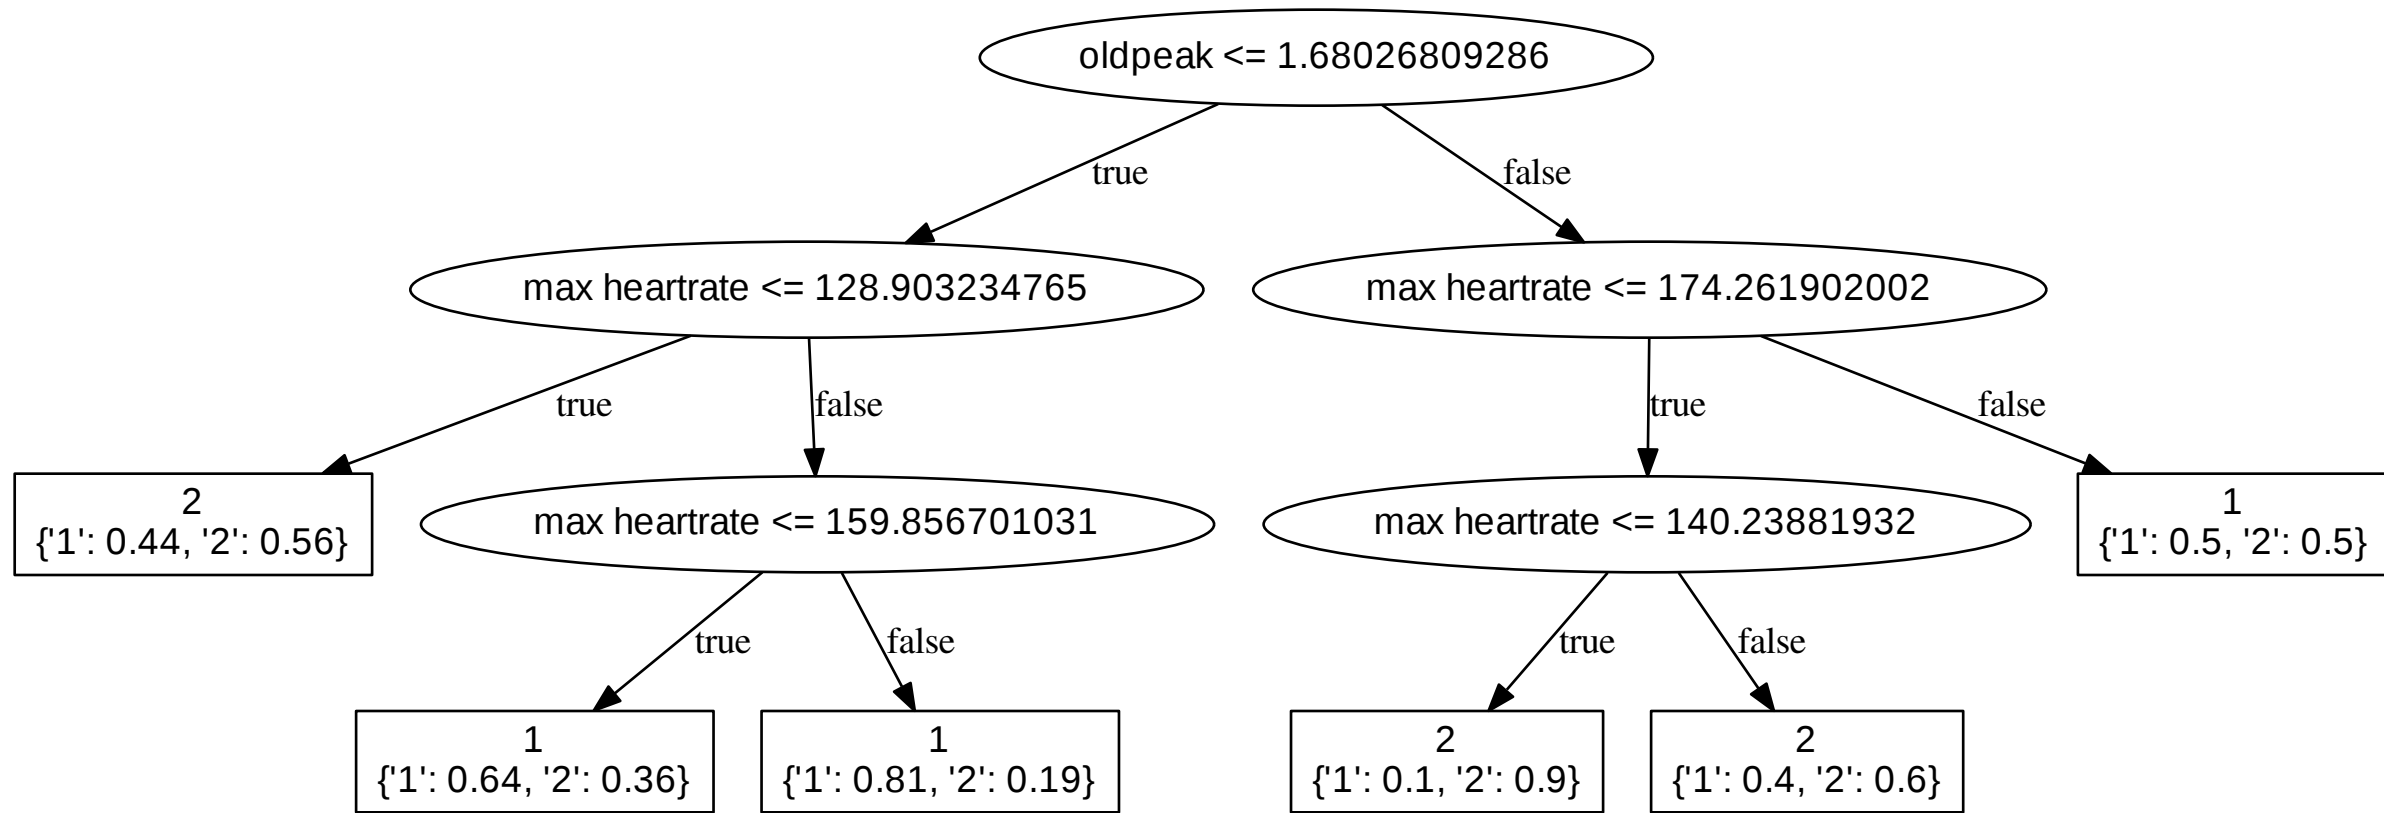 oldpeak <= 1.68026809286
true
false
max heartrate <= 128.903234765
max heartrate <= 174.261902002
true
false
true
false
2
{'1': 0.44, '2': 0.56}
max heartrate <= 159.856701031
max heartrate <= 140.23881932
1
{'1': 0.5, '2': 0.5}
true
false
true
false
1
{'1': 0.64, '2': 0.36}
1
{'1': 0.81, '2': 0.19}
2
{'1': 0.1, '2': 0.9}
2
{'1': 0.4, '2': 0.6}